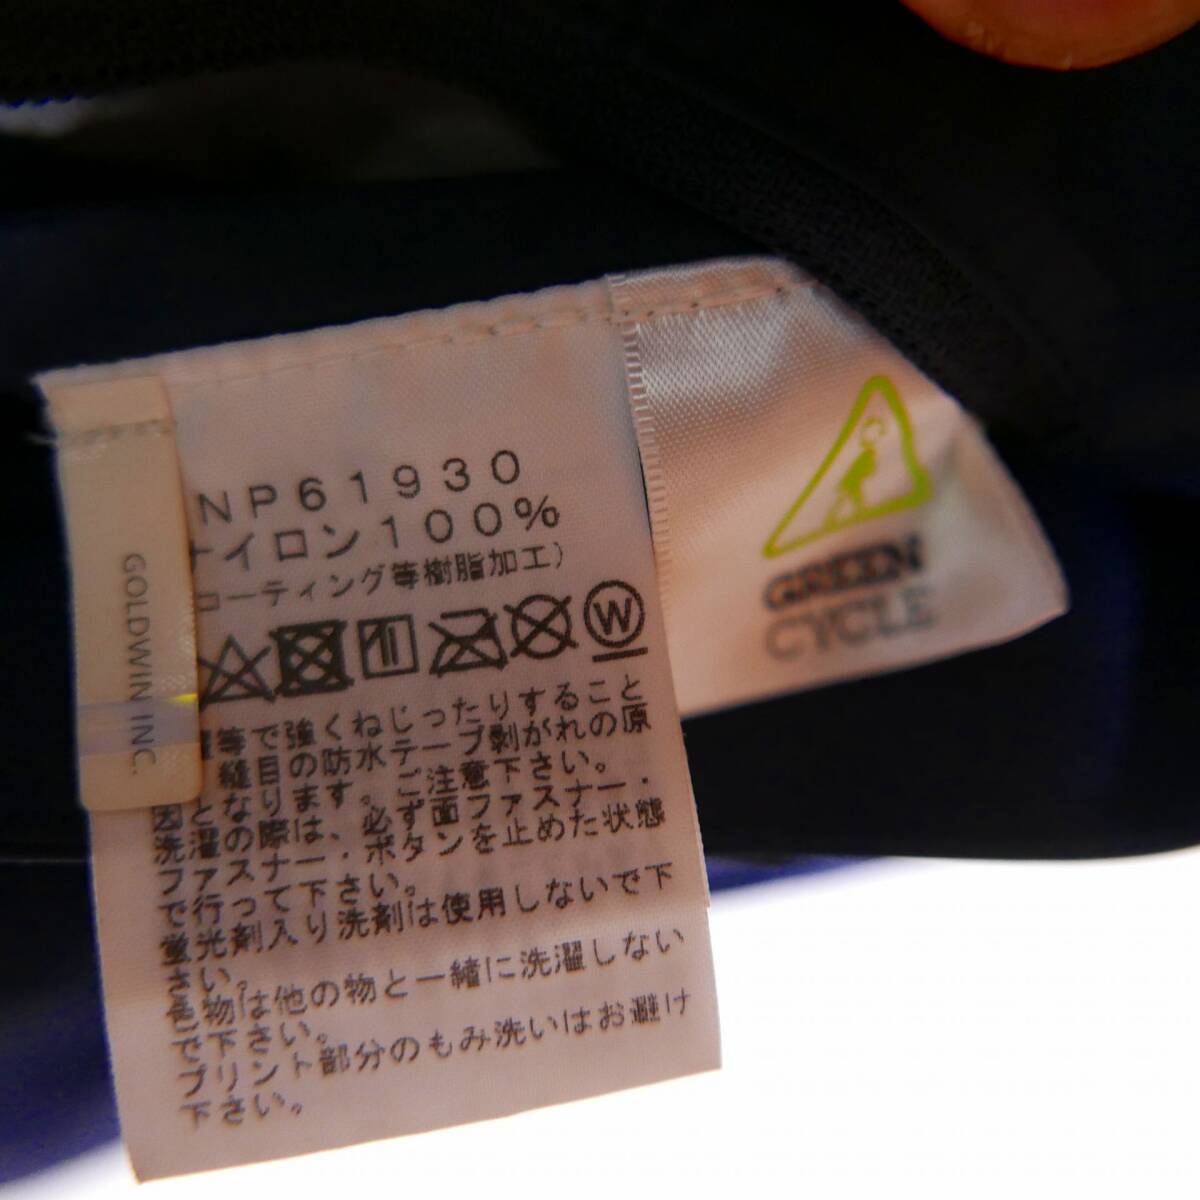 NP61930
ナイロン100%
コーティング等樹脂加工)
W
等で強くねじったりすること
縫目の防水テープ剥がれの原
因となります。ご注意下さい。
洗濯の際は、必ず面ファスナー・
ファスナー・ボタンを止めた状態
で行って下さい。
蛍光剤入り洗剤は使用しないで下
さい。
色物は他の物と一緒に洗濯しない
で下さい。
プリント部分のもみ洗いはお避け
下さい。
GOLDWIN INC.
GREEN
CYCLE